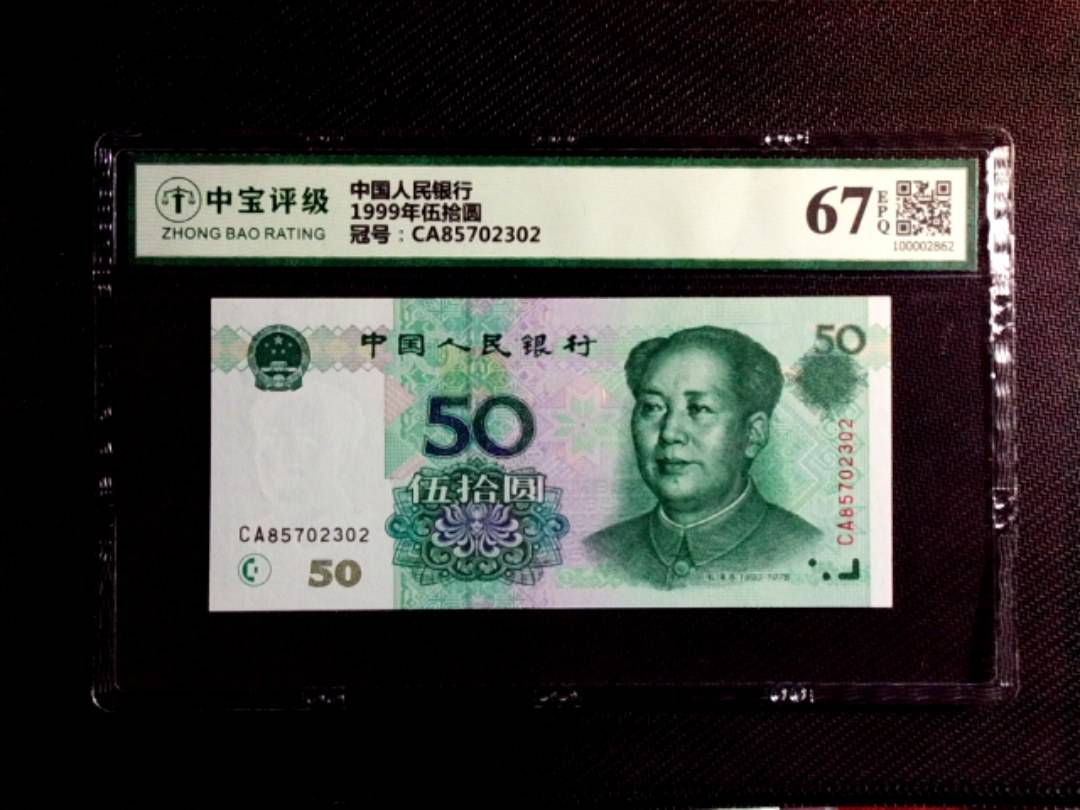 中宝评级
ZHONG BAO RATING
中国人民银行
1999年伍拾圆
冠号：CA85702302
67
EPQ
100002862
中国人民银行
50
50
伍拾圆
CA85702302
CA85702302
50